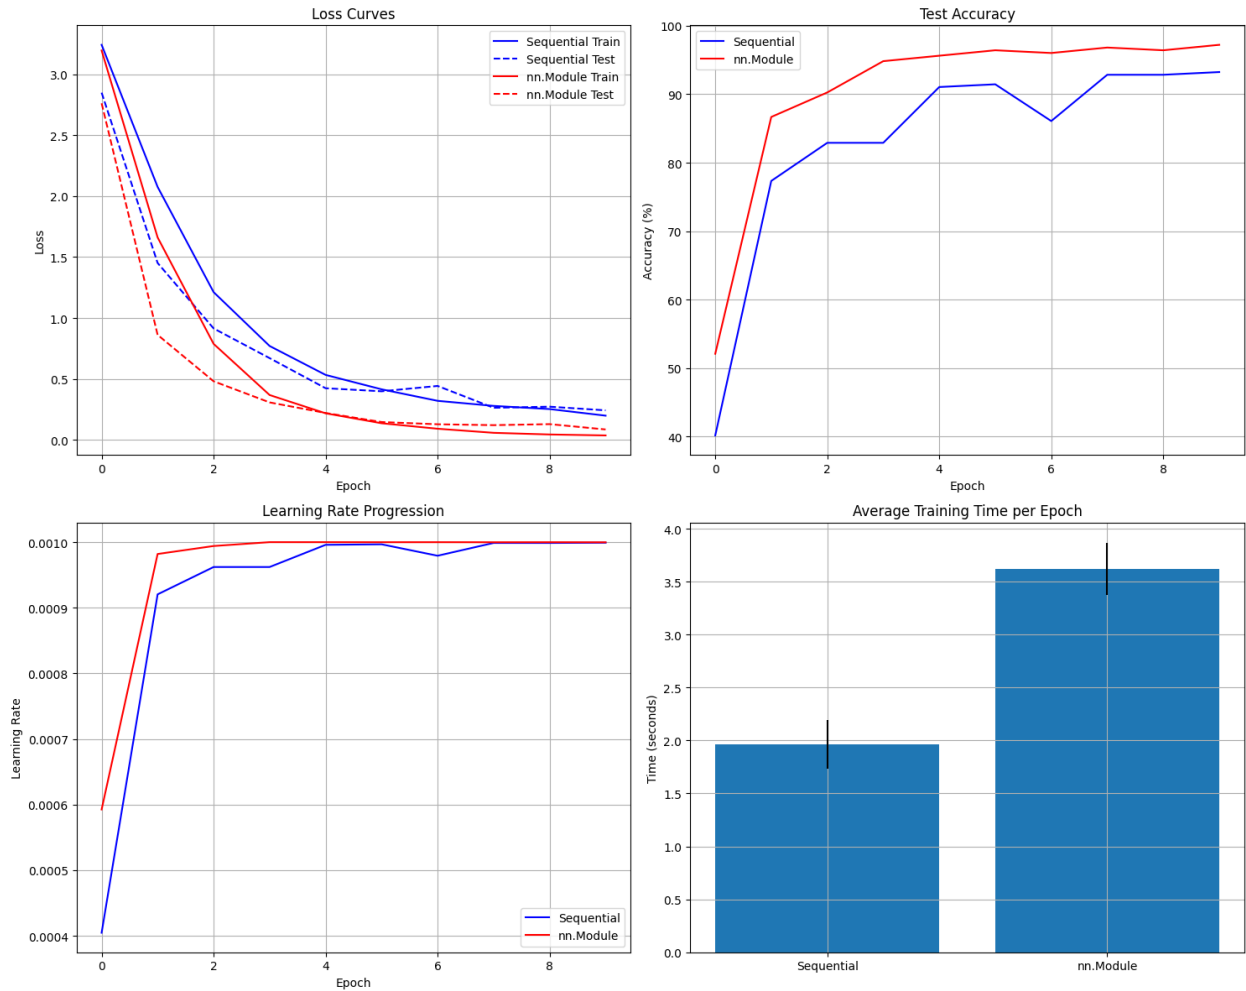 Loss Curves
3.0
2.5
2.0
1.5
1.0
0.5
0.0
Loss
0 2 4 6 8
Epoch
Sequential Train
Sequential Test
nn.Module Train
nn.Module Test
Test Accuracy
100
90
80
70
60
50
40
Accuracy (%)
0 2 4 6 8
Epoch
Sequential
nn.Module
Learning Rate Progression
0.0010
0.0009
0.0008
0.0007
0.0006
0.0005
0.0004
Learning Rate
0 2 4 6 8
Epoch
Sequential
nn.Module
Average Training Time per Epoch
4.0
3.5
3.0
2.5
2.0
1.5
1.0
0.5
0.0
Time (seconds)
Sequential nn.Module